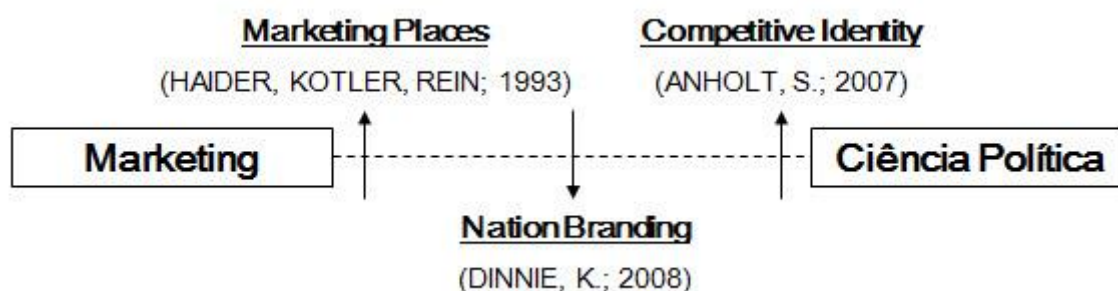 Marketing Places
(HAIDER, KOTLER, REIN; 1993)
Competitive Identity
(ANHOLT, S.; 2007)
Marketing
Ciência Política
Nation Branding
(DINNIE, K.; 2008)